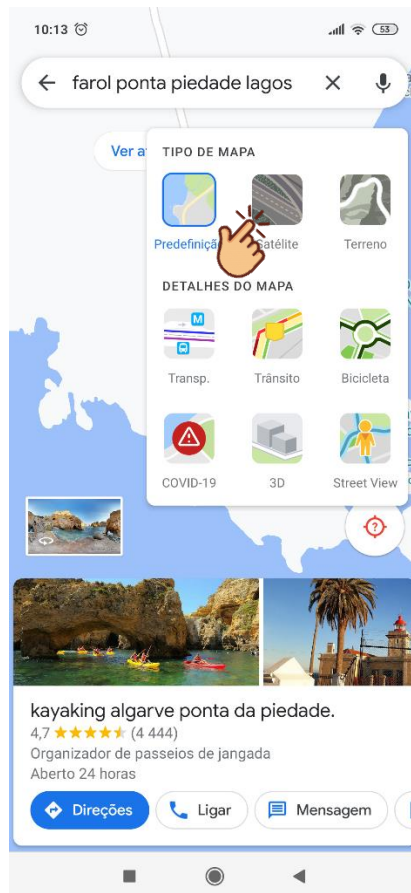 10:13
53
farol ponta piedade lagos
TIPO DE MAPA
Predefinição Satélite Terreno
DETALHES DO MAPA
M
Transp. Trânsito Bicicleta
COVID-19 3D Street View
?
kayaking algarve ponta da piedade.
4,7 (4 444)
Organizador de passeios de jangada
Aberto 24 horas
Direções Ligar Mensagem